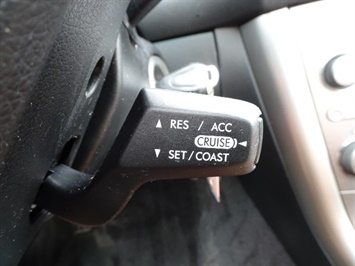 ▲ RES / ACC
CRUISE ◄
▼ SET/COAST